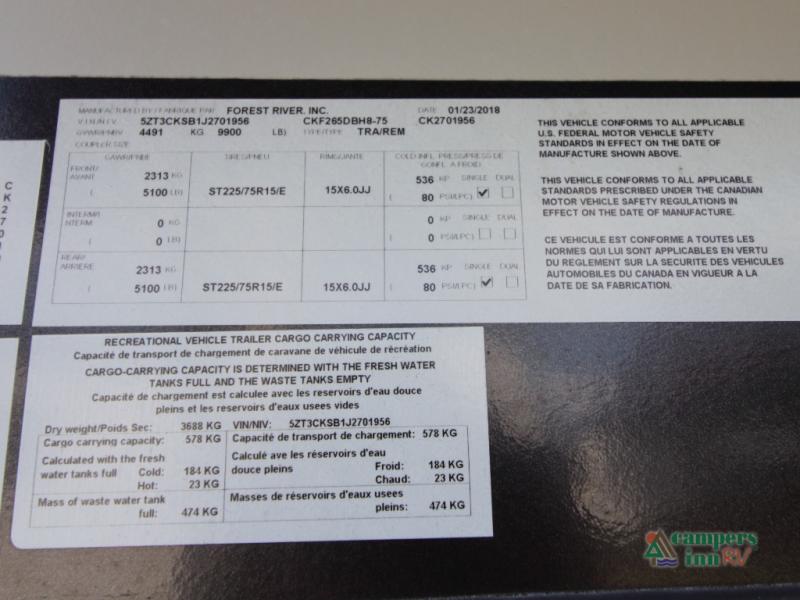 MANUFACTURED BY / FABRIQUE PAR FOREST RIVER. INC. DATE 01/23/2018
V.I.N./N.I.V. 5ZT3CKSB1J2701956 CKF265DBH8-75 CK2701956
GVWR/PNBV 4491 KG 9900 LB) TYPE/TYPE TRA/REM
COUPLER SIZE
GAWR/PNBE TIRES/PNEU RIMS/JANTE COLD INFL. PRESS/PRESS DE GONFL A FROID
FRONT/ AVANT 2313 KG 536 KP SINGLE DUAL
( 5100 LB) ST225/75R15/E 15X6.0JJ ( 80 PSI/LPC)
INTERM/ INTERM 0 KG 0 KP SINGLE DUAL
( 0 LB) ( 0 PSI/LPC)
REAR/ ARRIERE 2313 KG 536 KP SINGLE DUAL
( 5100 LB) ST225/75R15/E 15X6.0JJ ( 80 PSI/LPC)
THIS VEHICLE CONFORMS TO ALL APPLICABLE
U.S. FEDERAL MOTOR VEHICLE SAFETY
STANDARDS IN EFFECT ON THE DATE OF
MANUFACTURE SHOWN ABOVE.
THIS VEHICLE CONFORMS TO ALL APPLICABLE
STANDARDS PRESCRIBED UNDER THE CANADIAN
MOTOR VEHICLE SAFETY REGULATIONS IN
EFFECT ON THE DATE OF MANUFACTURE.
CE VEHICULE EST CONFORME A TOUTES LES
NORMES QUI LUI SONT APPLICABLES EN VERTU
DU REGLEMENT SUR LA SECURITE DES VEHICULES
AUTOMOBILES DU CANADA EN VIGUEUR A LA
DATE DE SA FABRICATION.
RECREATIONAL VEHICLE TRAILER CARGO CARRYING CAPACITY
Capacité de transport de chargement de caravane de véhicule de récréation
CARGO-CARRYING CAPACITY IS DETERMINED WITH THE FRESH WATER
TANKS FULL AND THE WASTE TANKS EMPTY
Capacité de chargement est calculee avec les reservoirs d'eau douce
pleins et les reservoirs d'eaux usees vides
Dry weight/Poids Sec: 3688 KG VIN/NIV: 5ZT3CKSB1J2701956
Cargo carrying capacity: 578 KG Capacité de transport de chargement: 578 KG
Calculated with the fresh Calculé ave les réservoirs d'eau
water tanks full Cold: 184 KG douce pleins Froid: 184 KG
Hot: 23 KG Chaud: 23 KG
Mass of waste water tank Masses de réservoirs d'eaux usees
full: 474 KG pleins: 474 KG
campers
inn RV